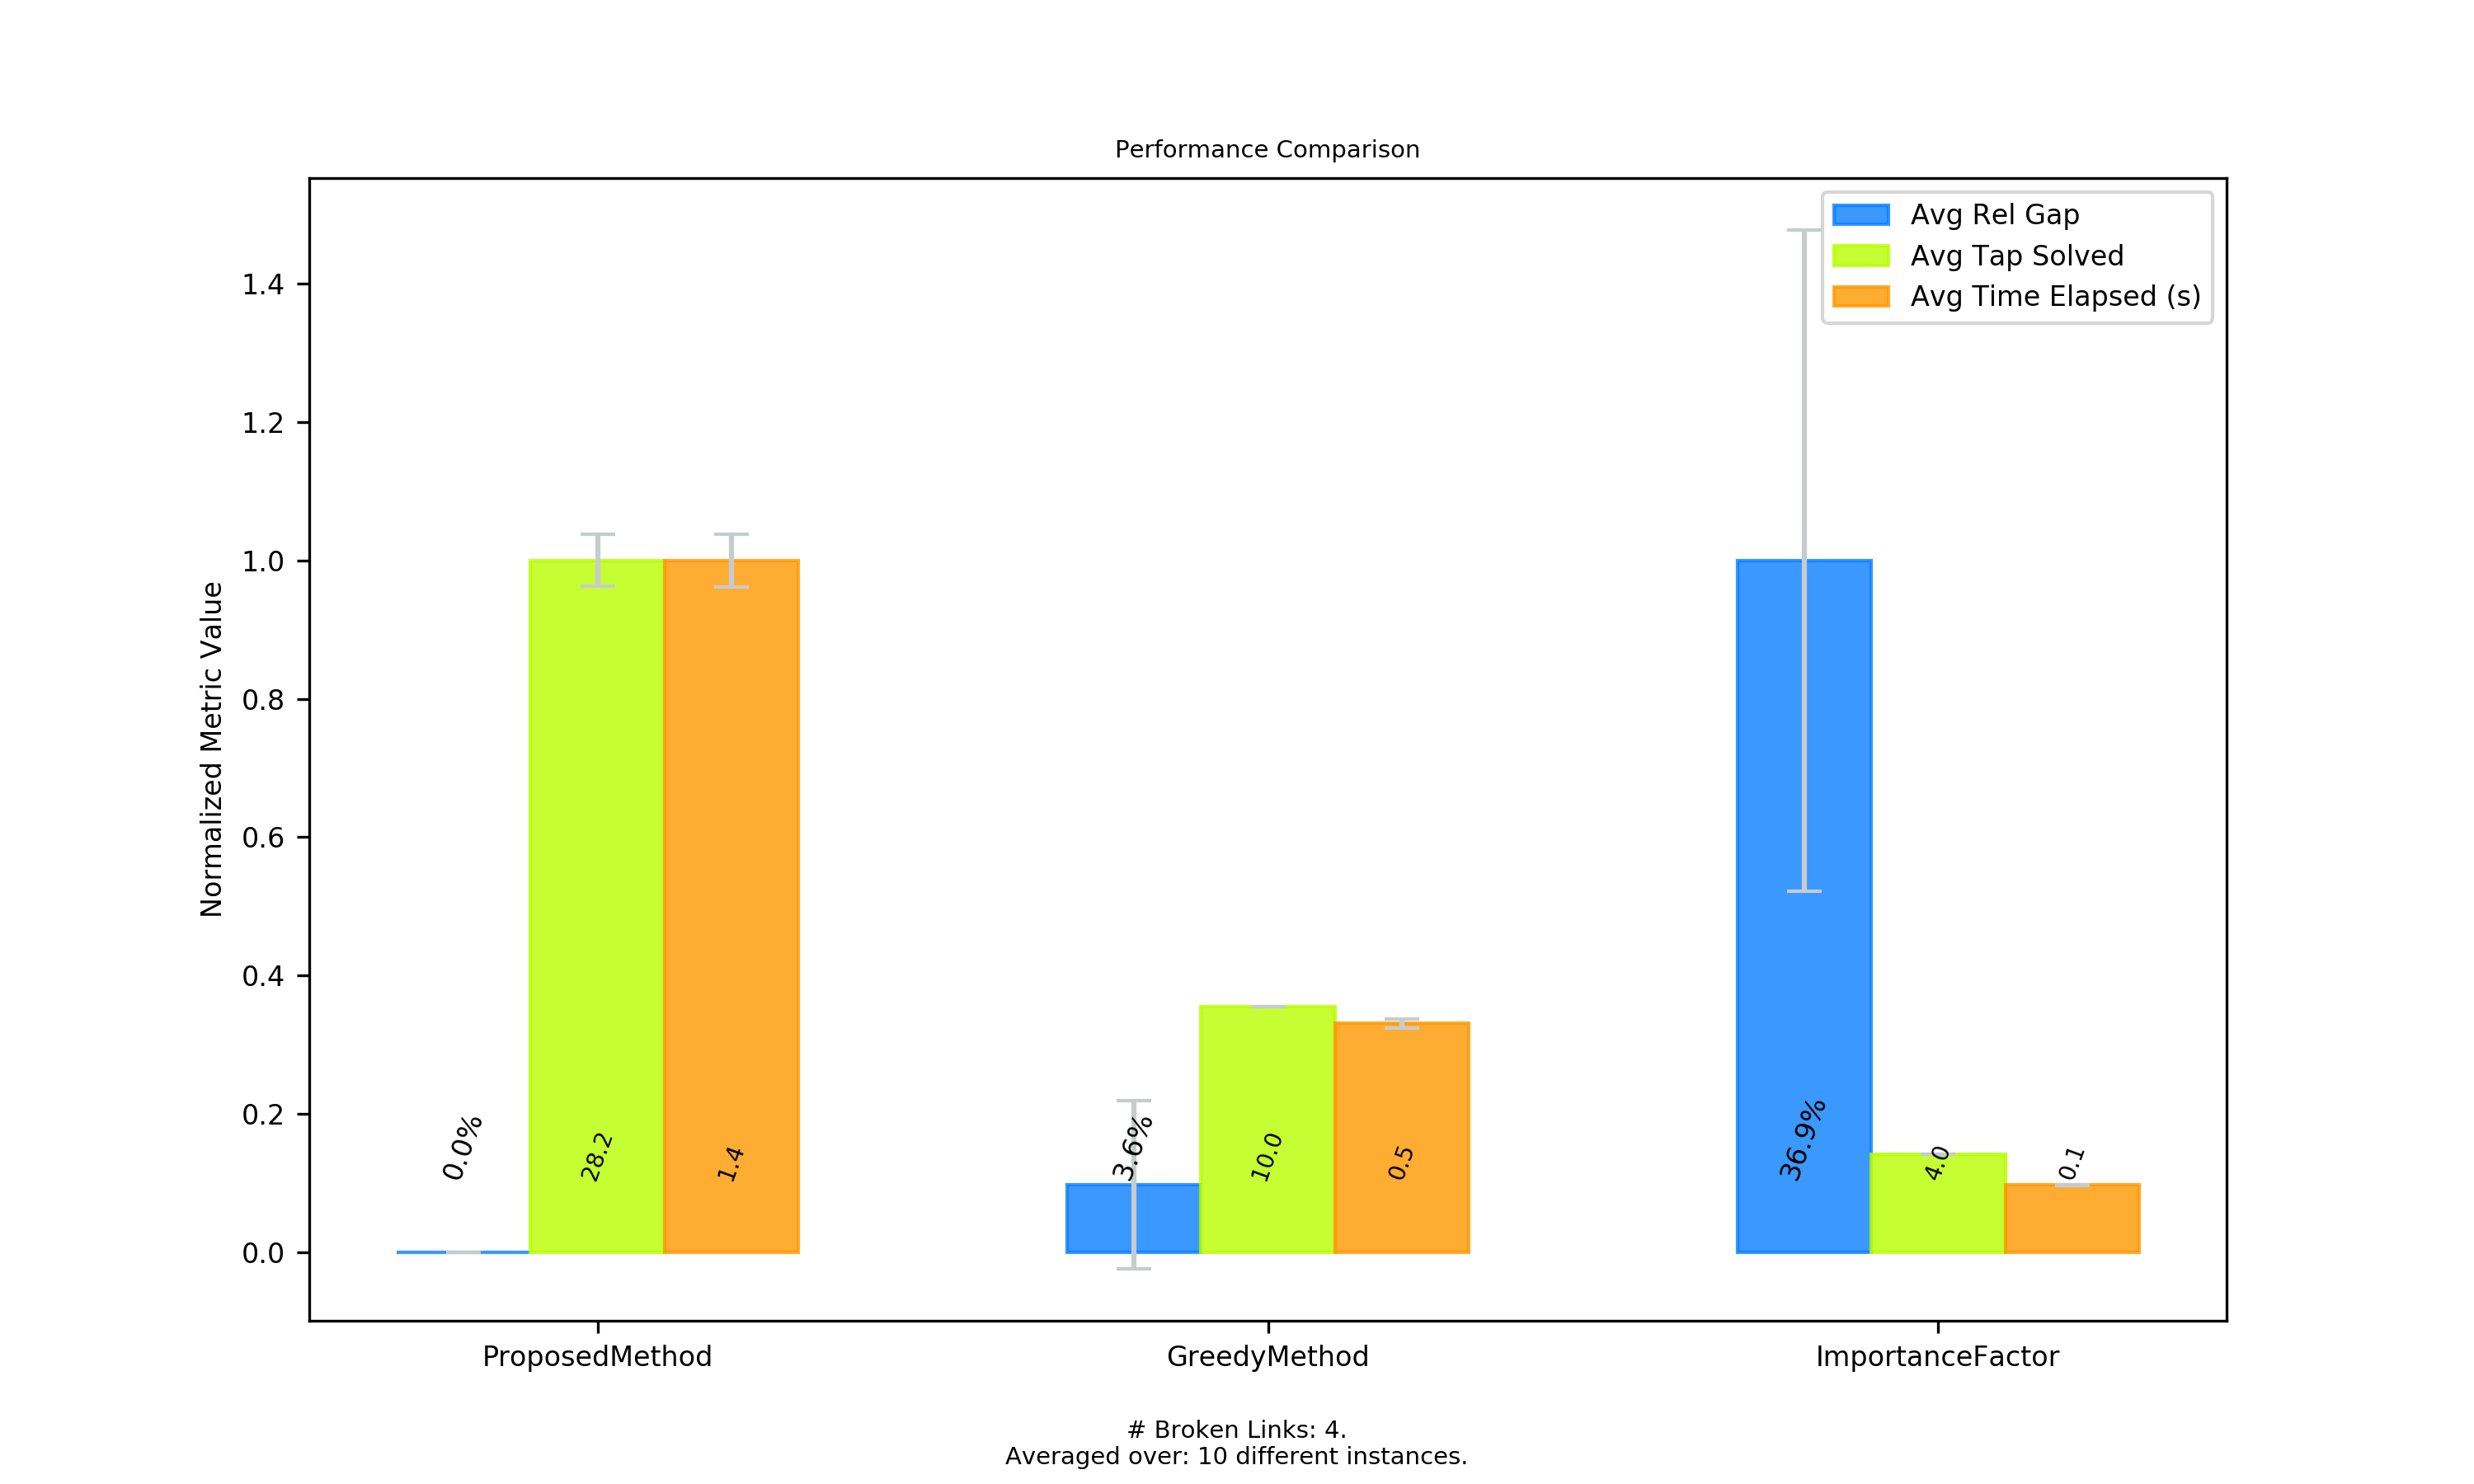 Performance Comparison
Avg Rel Gap
Avg Tap Solved
Avg Time Elapsed (s)
Normalized Metric Value
1.4
1.2
1.0
0.8
0.6
0.4
0.2
0.0
0.0%
28.2
1.4
3.6%
10.0
0.5
36.9%
4.0
0.1
ProposedMethod
GreedyMethod
ImportanceFactor
# Broken Links: 4.
Averaged over: 10 different instances.